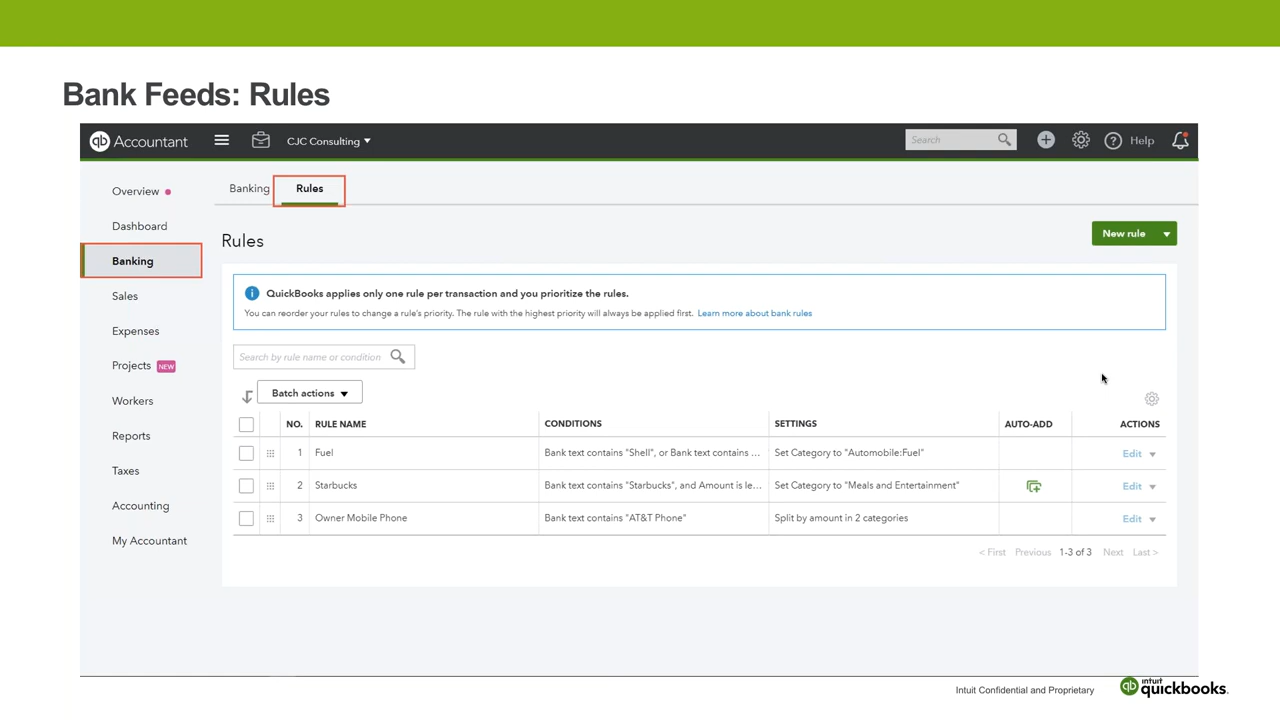 Bank Feeds: Rules
qb Accountant CJC Consulting Search Help
Overview
Dashboard
Banking
Sales
Expenses
Projects NEW
Workers
Reports
Taxes
Accounting
My Accountant
Banking Rules
Rules
New rule
QuickBooks applies only one rule per transaction and you prioritize the rules.
You can reorder your rules to change a rule's priority. The rule with the highest priority will always be applied first. Learn more about bank rules
Search by rule name or condition
Batch actions
NO. RULE NAME CONDITIONS SETTINGS AUTO-ADD ACTIONS
1 Fuel Bank text contains "Shell", or Bank text contains ... Set Category to "Automobile:Fuel" Edit
2 Starbucks Bank text contains "Starbucks", and Amount is le... Set Category to "Meals and Entertainment" Edit
3 Owner Mobile Phone Bank text contains "AT&T Phone" Split by amount in 2 categories Edit
< First Previous 1-3 of 3 Next Last >
Intuit Confidential and Proprietary
qb intuit quickbooks.